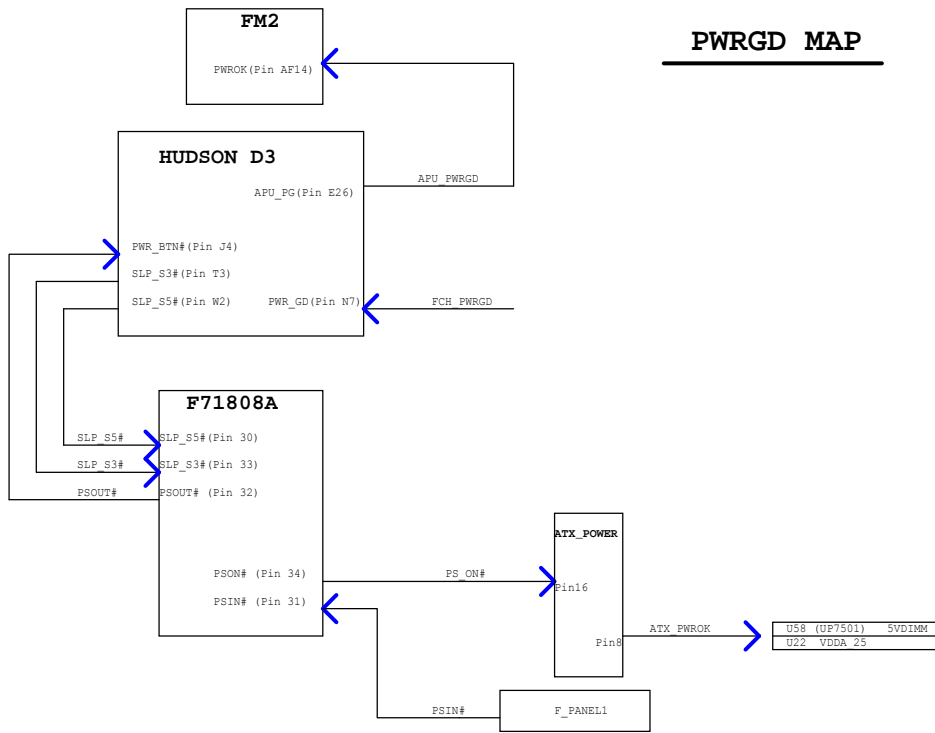 FM2
PWRGD MAP
PWROK(Pin AF14)
HUDSON D3
APU_PG(Pin E26)
APU_PWRGD
PWR_BTN#(Pin J4)
SLP_S3#(Pin T3)
SLP_S5#(Pin W2)
PWR_GD(Pin N7)
FCH_PWRGD
F71808A
SLP_S5#
SLP_S5#(Pin 30)
SLP_S3#
SLP_S3#(Pin 33)
PSOUT#
PSOUT# (Pin 32)
PSON# (Pin 34)
PS_ON#
PSIN# (Pin 31)
ATX_POWER
Pin16
Pin8
ATX_PWROK
U58 (UP7501) 5VDIMM
U22 VDDA_25
PSIN#
F_PANEL1